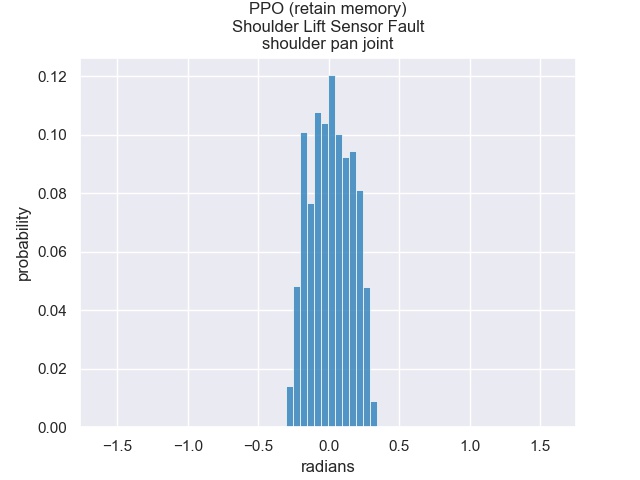 PPO (retain memory)
Shoulder Lift Sensor Fault
shoulder pan joint
0.12
0.10
0.08
0.06
0.04
0.02
0.00
probability
−1.5 −1.0 −0.5 0.0 0.5 1.0 1.5
radians